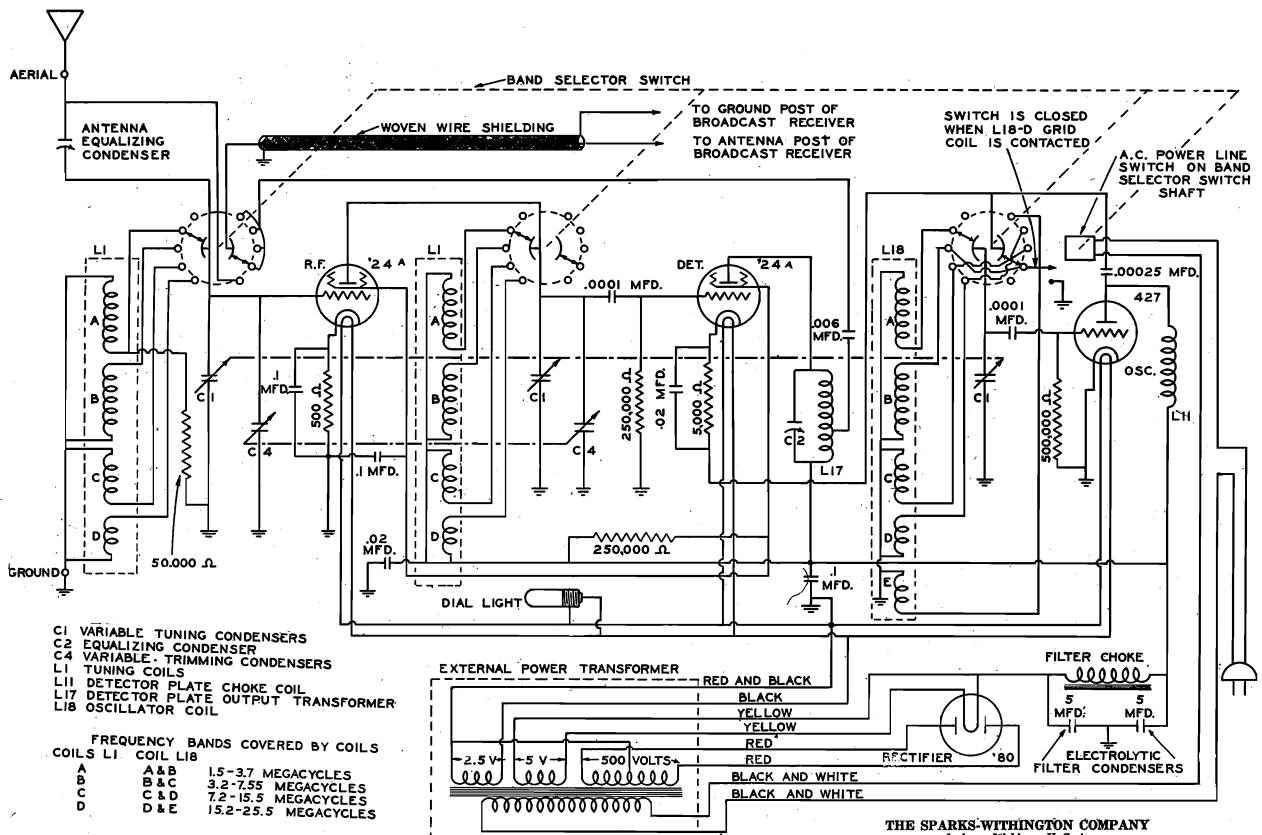 BAND SELECTOR SWITCH
AERIAL
ANTENNA
EQUALIZING
CONDENSER
WOVEN WIRE SHIELDING
TO GROUND POST OF
BROADCAST RECEIVER
TO ANTENNA POST OF
BROADCAST RECEIVER
SWITCH IS CLOSED
WHEN L18-D GRID
COIL IS CONTACTED
A.C. POWER LINE
SWITCH ON BAND
SELECTOR SWITCH
SHAFT
L1
R.F.
'24A
L1
DET.
'24A
L18
.0001 MFD.
.00025 MFD.
427
.0001
MFD.
.006
MFD.
OSC.
L11
A
B
C
D
A
B
C
D
A
B
C
D
E
C1
C4
.1
MFD.
500 Ω
.1 MFD.
C1
C4
250,000 Ω
.02 MFD.
5,000 Ω
C2
L17
C1
500,000 Ω
50.000 Ω
.02
MFD.
250,000 Ω
.1
MFD.
GROUND
DIAL LIGHT
C1 VARIABLE TUNING CONDENSERS
C2 EQUALIZING CONDENSER
C4 VARIABLE TRIMMING CONDENSERS
L1 TUNING COILS
L11 DETECTOR PLATE CHOKE COIL
L17 DETECTOR PLATE OUTPUT TRANSFORMER
L18 OSCILLATOR COIL
FREQUENCY BANDS COVERED BY COILS
COILS L1 COIL L18
A A&B 1.5-3.7 MEGACYCLES
B B&C 3.2-7.55 MEGACYCLES
C C&D 7.2-15.5 MEGACYCLES
D D&E 15.2-25.5 MEGACYCLES
EXTERNAL POWER TRANSFORMER
RED AND BLACK
BLACK
YELLOW
YELLOW
RED
RED
BLACK AND WHITE
BLACK AND WHITE
2.5 V
5 V
500 VOLTS
RECTIFIER '80
FILTER CHOKE
5
MFD.
5
MFD.
ELECTROLYTIC
FILTER CONDENSERS
THE SPARKS-WITHINGTON COMPANY